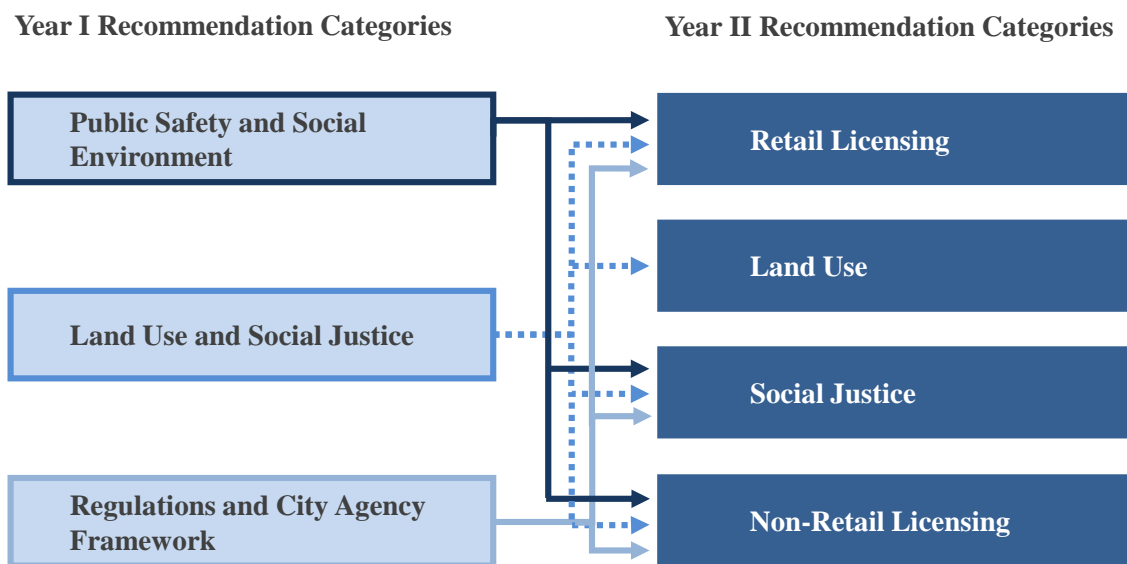 Year I Recommendation Categories
Year II Recommendation Categories
Public Safety and Social
Environment
Land Use and Social Justice
Regulations and City Agency
Framework
Retail Licensing
Land Use
Social Justice
Non-Retail Licensing